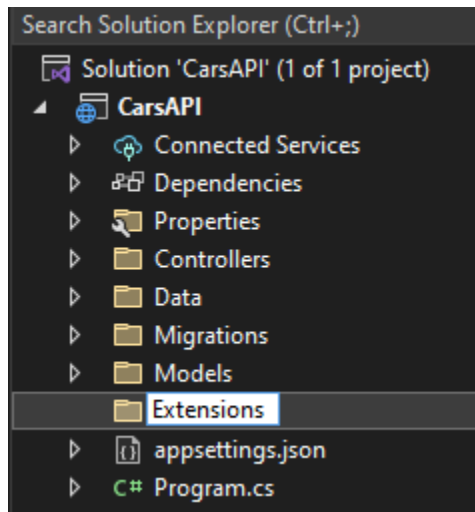 Search Solution Explorer (Ctrl+;)
Solution 'CarsAPI' (1 of 1 project)
CarsAPI
Connected Services
Dependencies
Properties
Controllers
Data
Migrations
Models
Extensions
appsettings.json
C# Program.cs